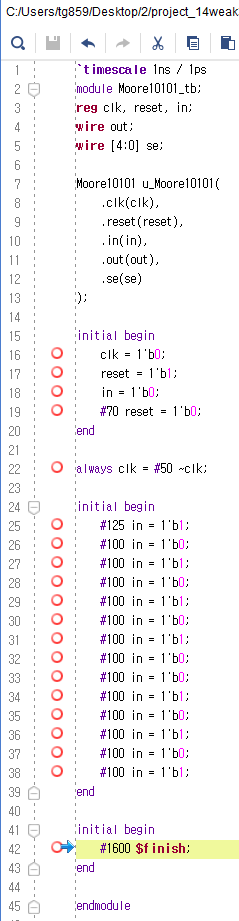 C:/Users/tg859/Desktop/2/project_14weak
1 `timescale 1ns / 1ps
2 module Moore10101_tb;
3 reg clk, reset, in;
4 wire out;
5 wire [4:0] se;
6
7 Moore10101 u_Moore10101(
8 .clk(clk),
9 .reset(reset),
10 .in(in),
11 .out(out),
12 .se(se)
13 );
14
15 initial begin
16 clk = 1'b0;
17 reset = 1'b1;
18 in = 1'b0;
19 #70 reset = 1'b0;
20 end
21
22 always clk = #50 ~clk;
23
24 initial begin
25 #125 in = 1'b1;
26 #100 in = 1'b0;
27 #100 in = 1'b1;
28 #100 in = 1'b0;
29 #100 in = 1'b1;
30 #100 in = 1'b0;
31 #100 in = 1'b1;
32 #100 in = 1'b0;
33 #100 in = 1'b0;
34 #100 in = 1'b1;
35 #100 in = 1'b1;
36 #100 in = 1'b0;
37 #100 in = 1'b1;
38 #100 in = 1'b1;
39 end
40
41 initial begin
42 #1600 $finish;
43 end
44
45 endmodule